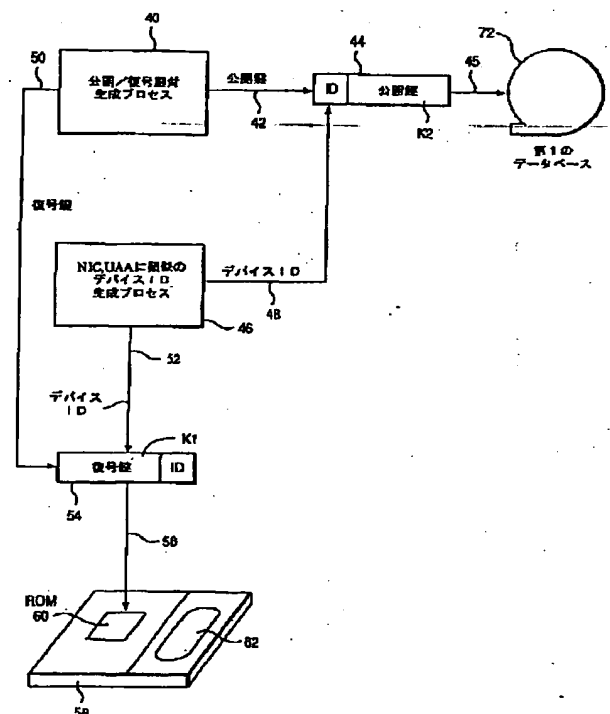 50
40
公開／復号鍵対
生成プロセス
公開鍵
42
44
ID 公開鍵
K2
45
72
第1の
データベース
復号鍵
NIC,UAAに類似の
デバイスID
生成プロセス
46
デバイスID
48
52
デバイス
ID
K1
復号鍵 ID
54
58
ROM
60
62
59